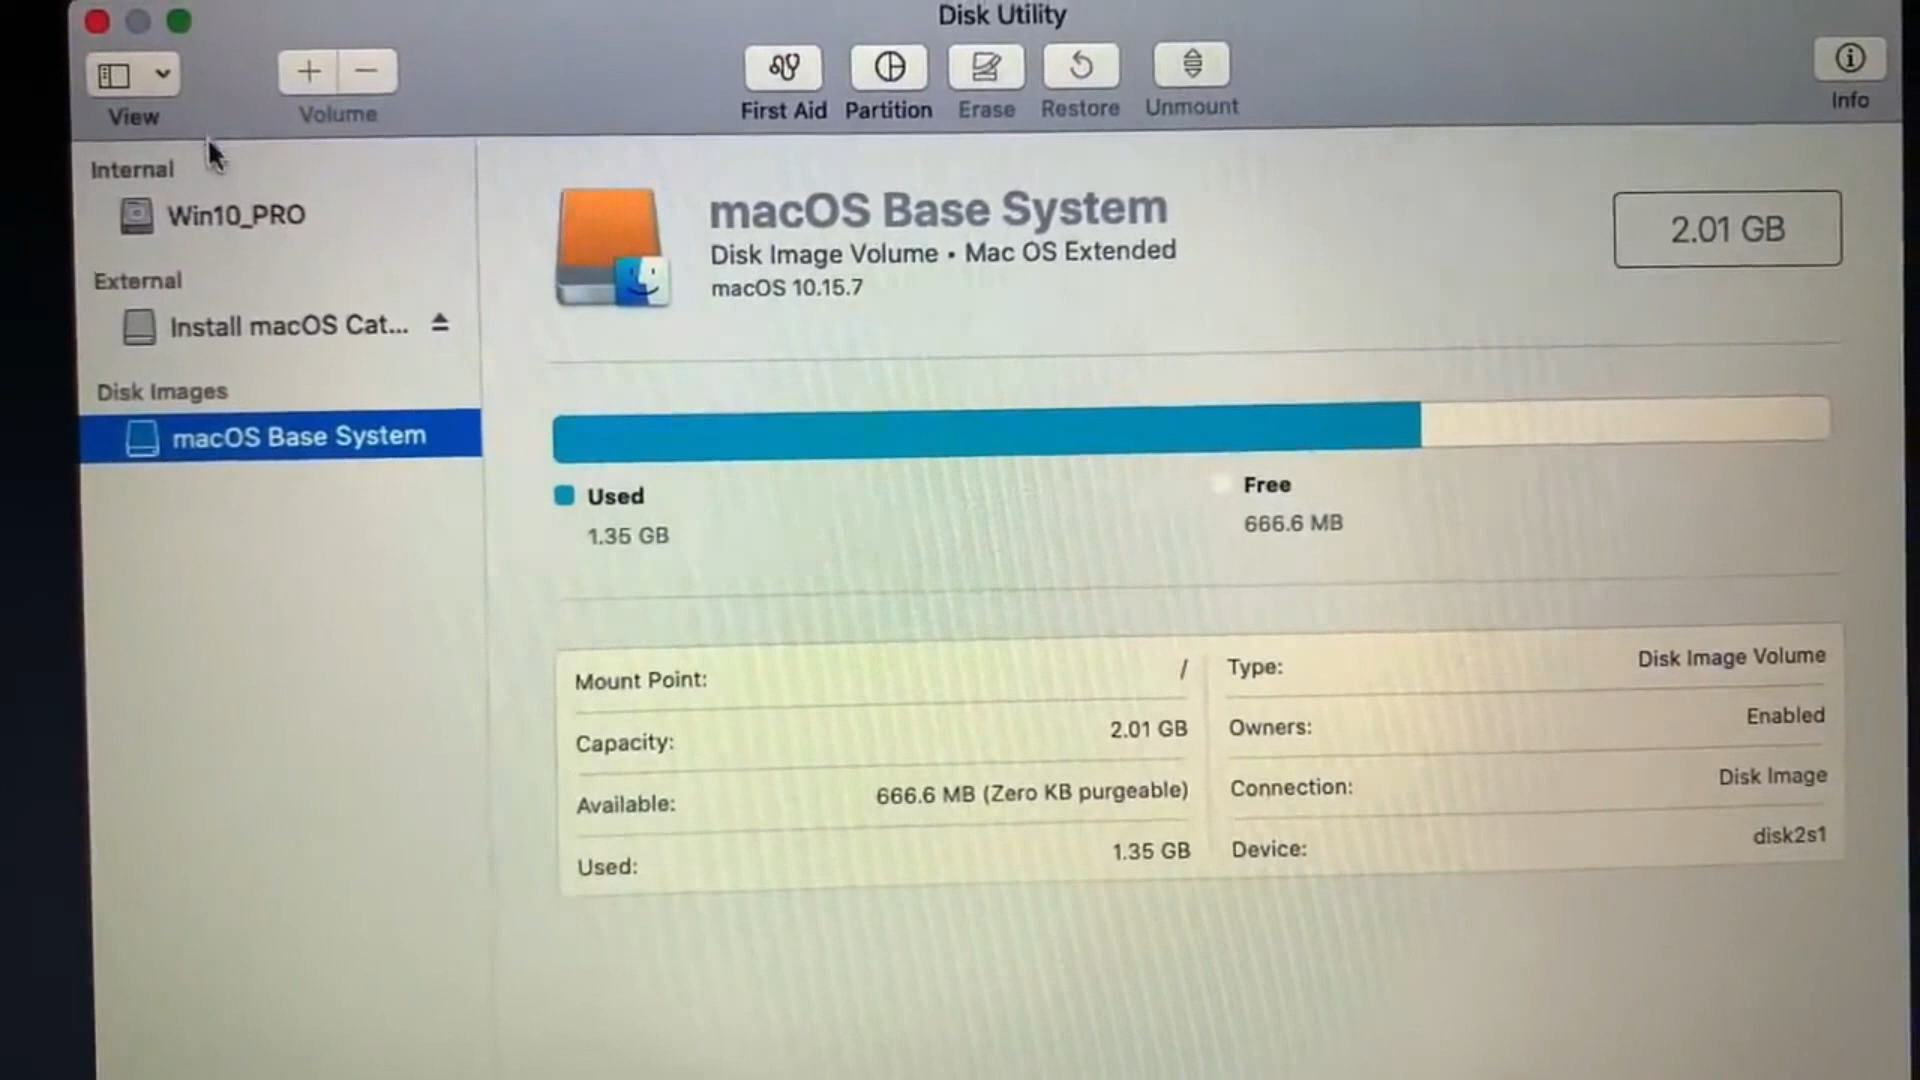 Disk Utility
View
Volume
First Aid
Partition
Erase
Restore
Unmount
Info
Internal
Win10_PRO
External
Install macOS Cat...
Disk Images
macOS Base System
macOS Base System
Disk Image Volume • Mac OS Extended
macOS 10.15.7
2.01 GB
Used
1.35 GB
Free
666.6 MB
Mount Point: /
Capacity: 2.01 GB
Available: 666.6 MB (Zero KB purgeable)
Used: 1.35 GB
Type: Disk Image Volume
Owners: Enabled
Connection: Disk Image
Device: disk2s1